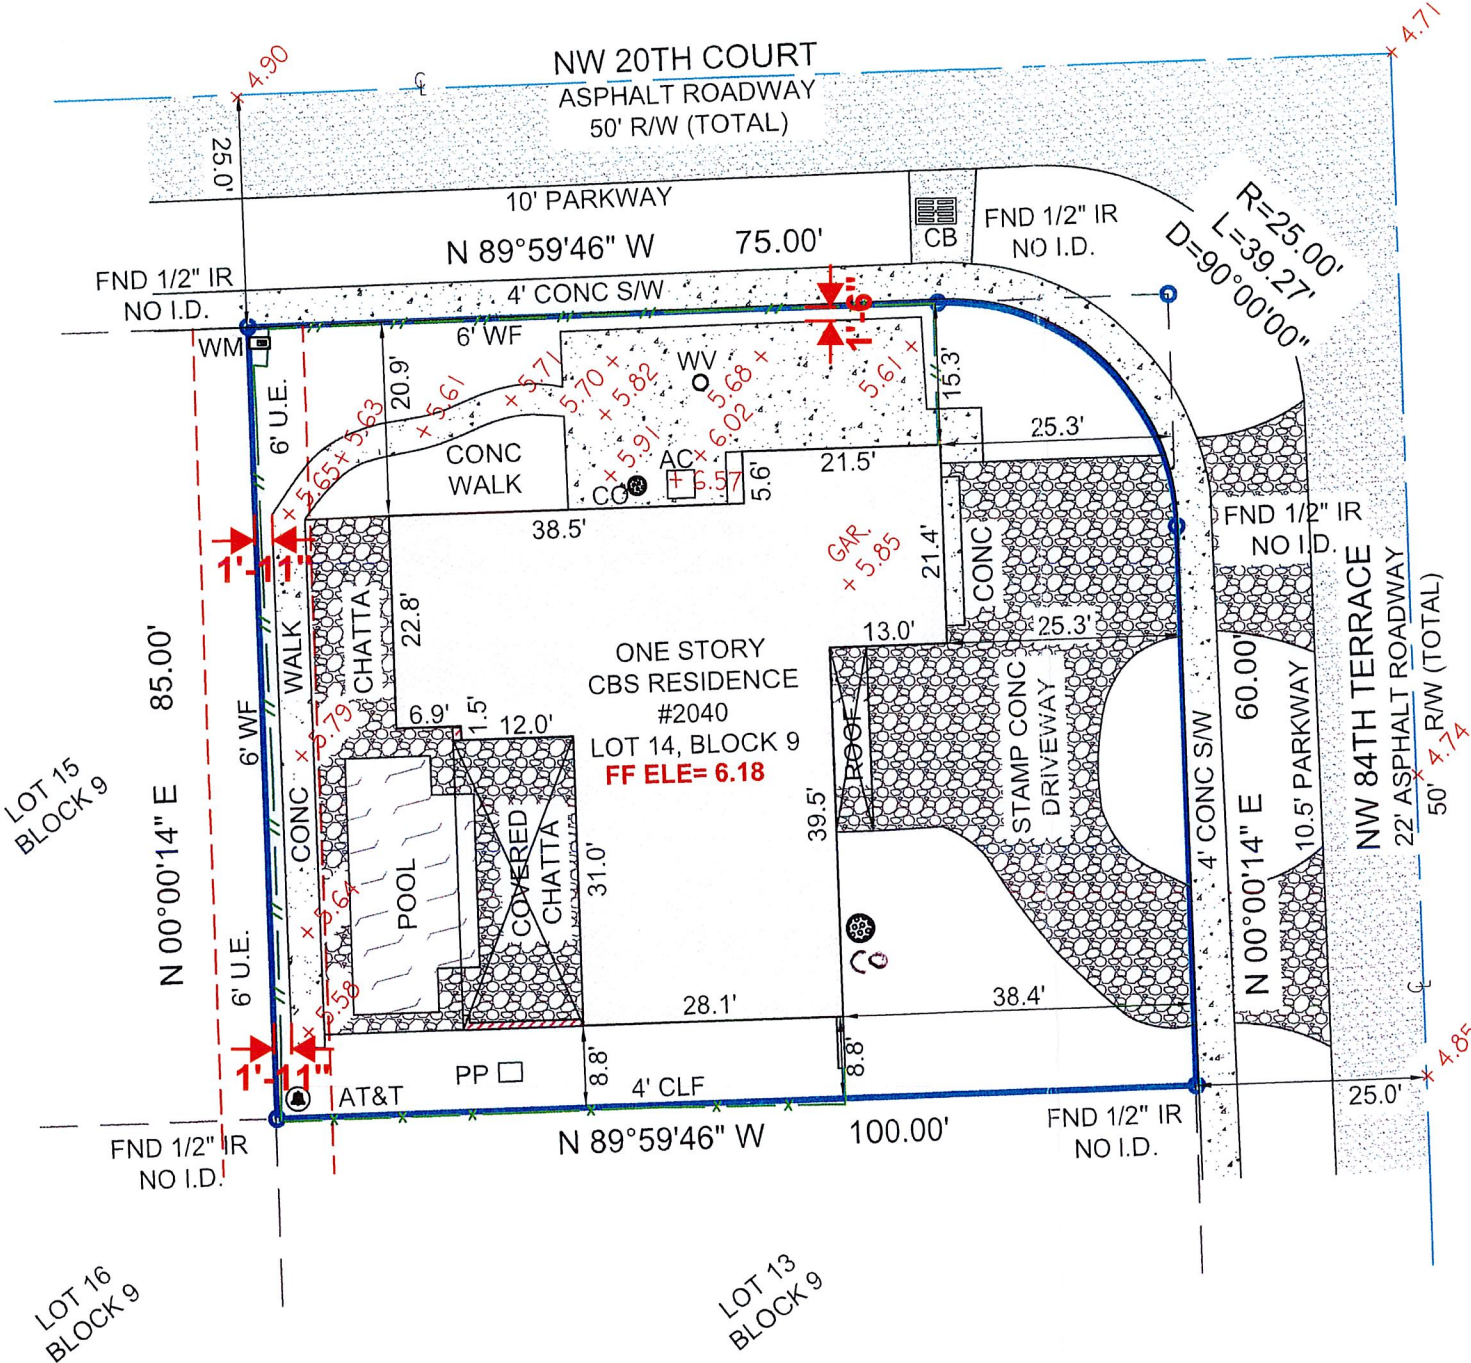 4.71
4.90
℄
NW 20TH COURT
ASPHALT ROADWAY
50' R/W (TOTAL)
25.0'
10' PARKWAY
CB
FND 1/2" IR
NO I.D.
R=25.00'
L=39.27'
D=90°00'00"
N 89°59'46" W 75.00'
FND 1/2" IR
NO I.D.
4' CONC S/W
1'-6"
6' WF
WM
6' U.E.
20.9'
5.71
5.61
5.63
5.65
5.70
5.82
WV
5.68
5.61
15.3'
6.02
5.91
AC
6.57
CO
CONC
WALK
5.6'
21.5'
25.3'
38.5'
1'-11"
GAR.
5.85
21.4'
CONC
FND 1/2" IR
NO I.D.
CHATTA
22.8'
WALK
CONC
85.00'
N 00°00'14" E
6' WF
6' U.E.
LOT 15
BLOCK 9
ONE STORY
CBS RESIDENCE
#2040
LOT 14, BLOCK 9
FF ELE= 6.18
13.0'
25.3'
ROOF
STAMP CONC
DRIVEWAY
6.9'
1.5'
12.0'
5.79
5.64
5.58
POOL
COVERED
CHATTA
31.0'
39.5'
CO
4' CONC S/W
N 00°00'14" E 60.00'
10.5' PARKWAY
NW 84TH TERRACE
22' ASPHALT ROADWAY
50' R/W (TOTAL)
4.74
℄
4.85
28.1'
38.4'
1'-11"
AT&T
PP
8.8'
8.8'
4' CLF
25.0'
FND 1/2" IR
NO I.D.
N 89°59'46" W 100.00'
FND 1/2" IR
NO I.D.
LOT 16
BLOCK 9
LOT 13
BLOCK 9